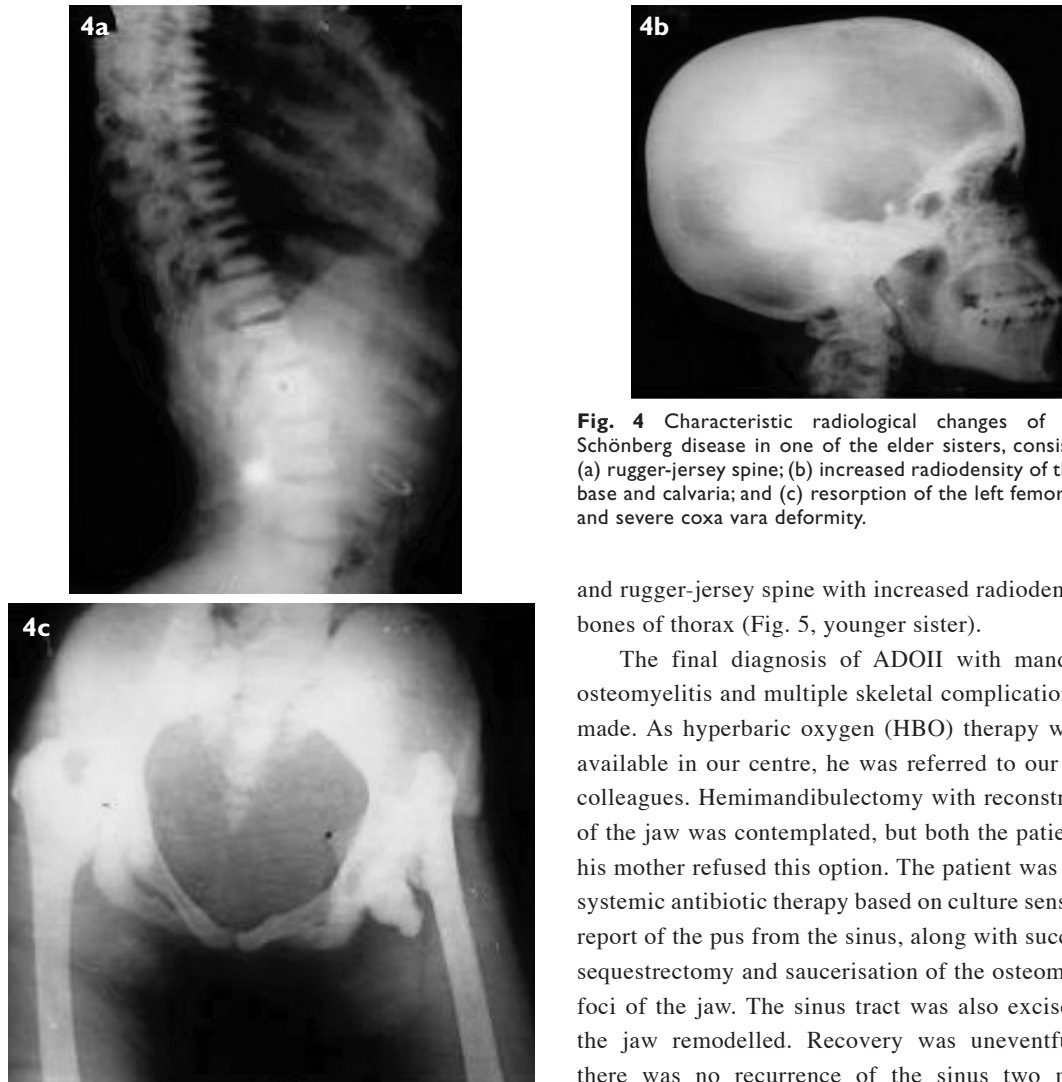 4a
4b
Fig. 4 Characteristic radiological changes of
Schönberg disease in one of the elder sisters, consis
(a) rugger-jersey spine; (b) increased radiodensity of th
base and calvaria; and (c) resorption of the left femor
and severe coxa vara deformity.
4c
and rugger-jersey spine with increased radioden
bones of thorax (Fig. 5, younger sister).
The final diagnosis of ADOII with mand
osteomyelitis and multiple skeletal complication
made. As hyperbaric oxygen (HBO) therapy w
available in our centre, he was referred to our
colleagues. Hemimandibulectomy with reconstr
of the jaw was contemplated, but both the patie
his mother refused this option. The patient was
systemic antibiotic therapy based on culture sens
report of the pus from the sinus, along with succ
sequestrectomy and saucerisation of the osteom
foci of the jaw. The sinus tract was also excise
the jaw remodelled. Recovery was uneventfu
there was no recurrence of the sinus two m